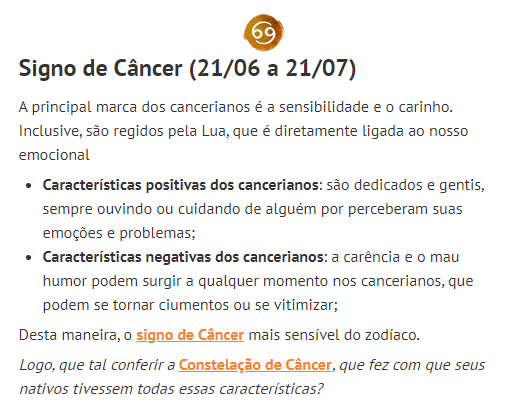 Signo de Câncer (21/06 a 21/07)
A principal marca dos cancerianos é a sensibilidade e o carinho.
Inclusive, são regidos pela Lua, que é diretamente ligada ao nosso
emocional
• Características positivas dos cancerianos: são dedicados e gentis,
sempre ouvindo ou cuidando de alguém por perceberam suas
emoções e problemas;
• Características negativas dos cancerianos: a carência e o mau
humor podem surgir a qualquer momento nos cancerianos, que
podem se tornar ciumentos ou se vitimizar;
Desta maneira, o signo de Câncer mais sensível do zodíaco.
Logo, que tal conferir a Constelação de Câncer, que fez com que seus
nativos tivessem todas essas características?